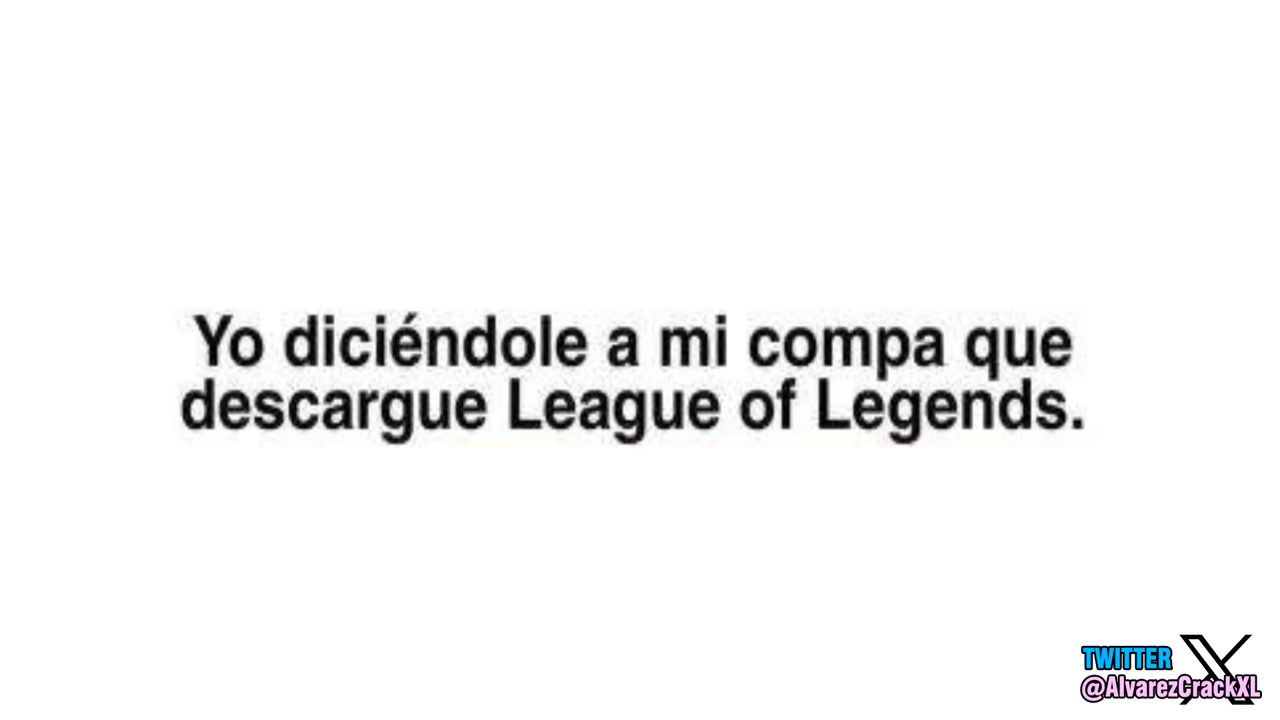 Yo diciéndole a mi compa que
descargue League of Legends.
TWITTER
@AlvarezCrackXL